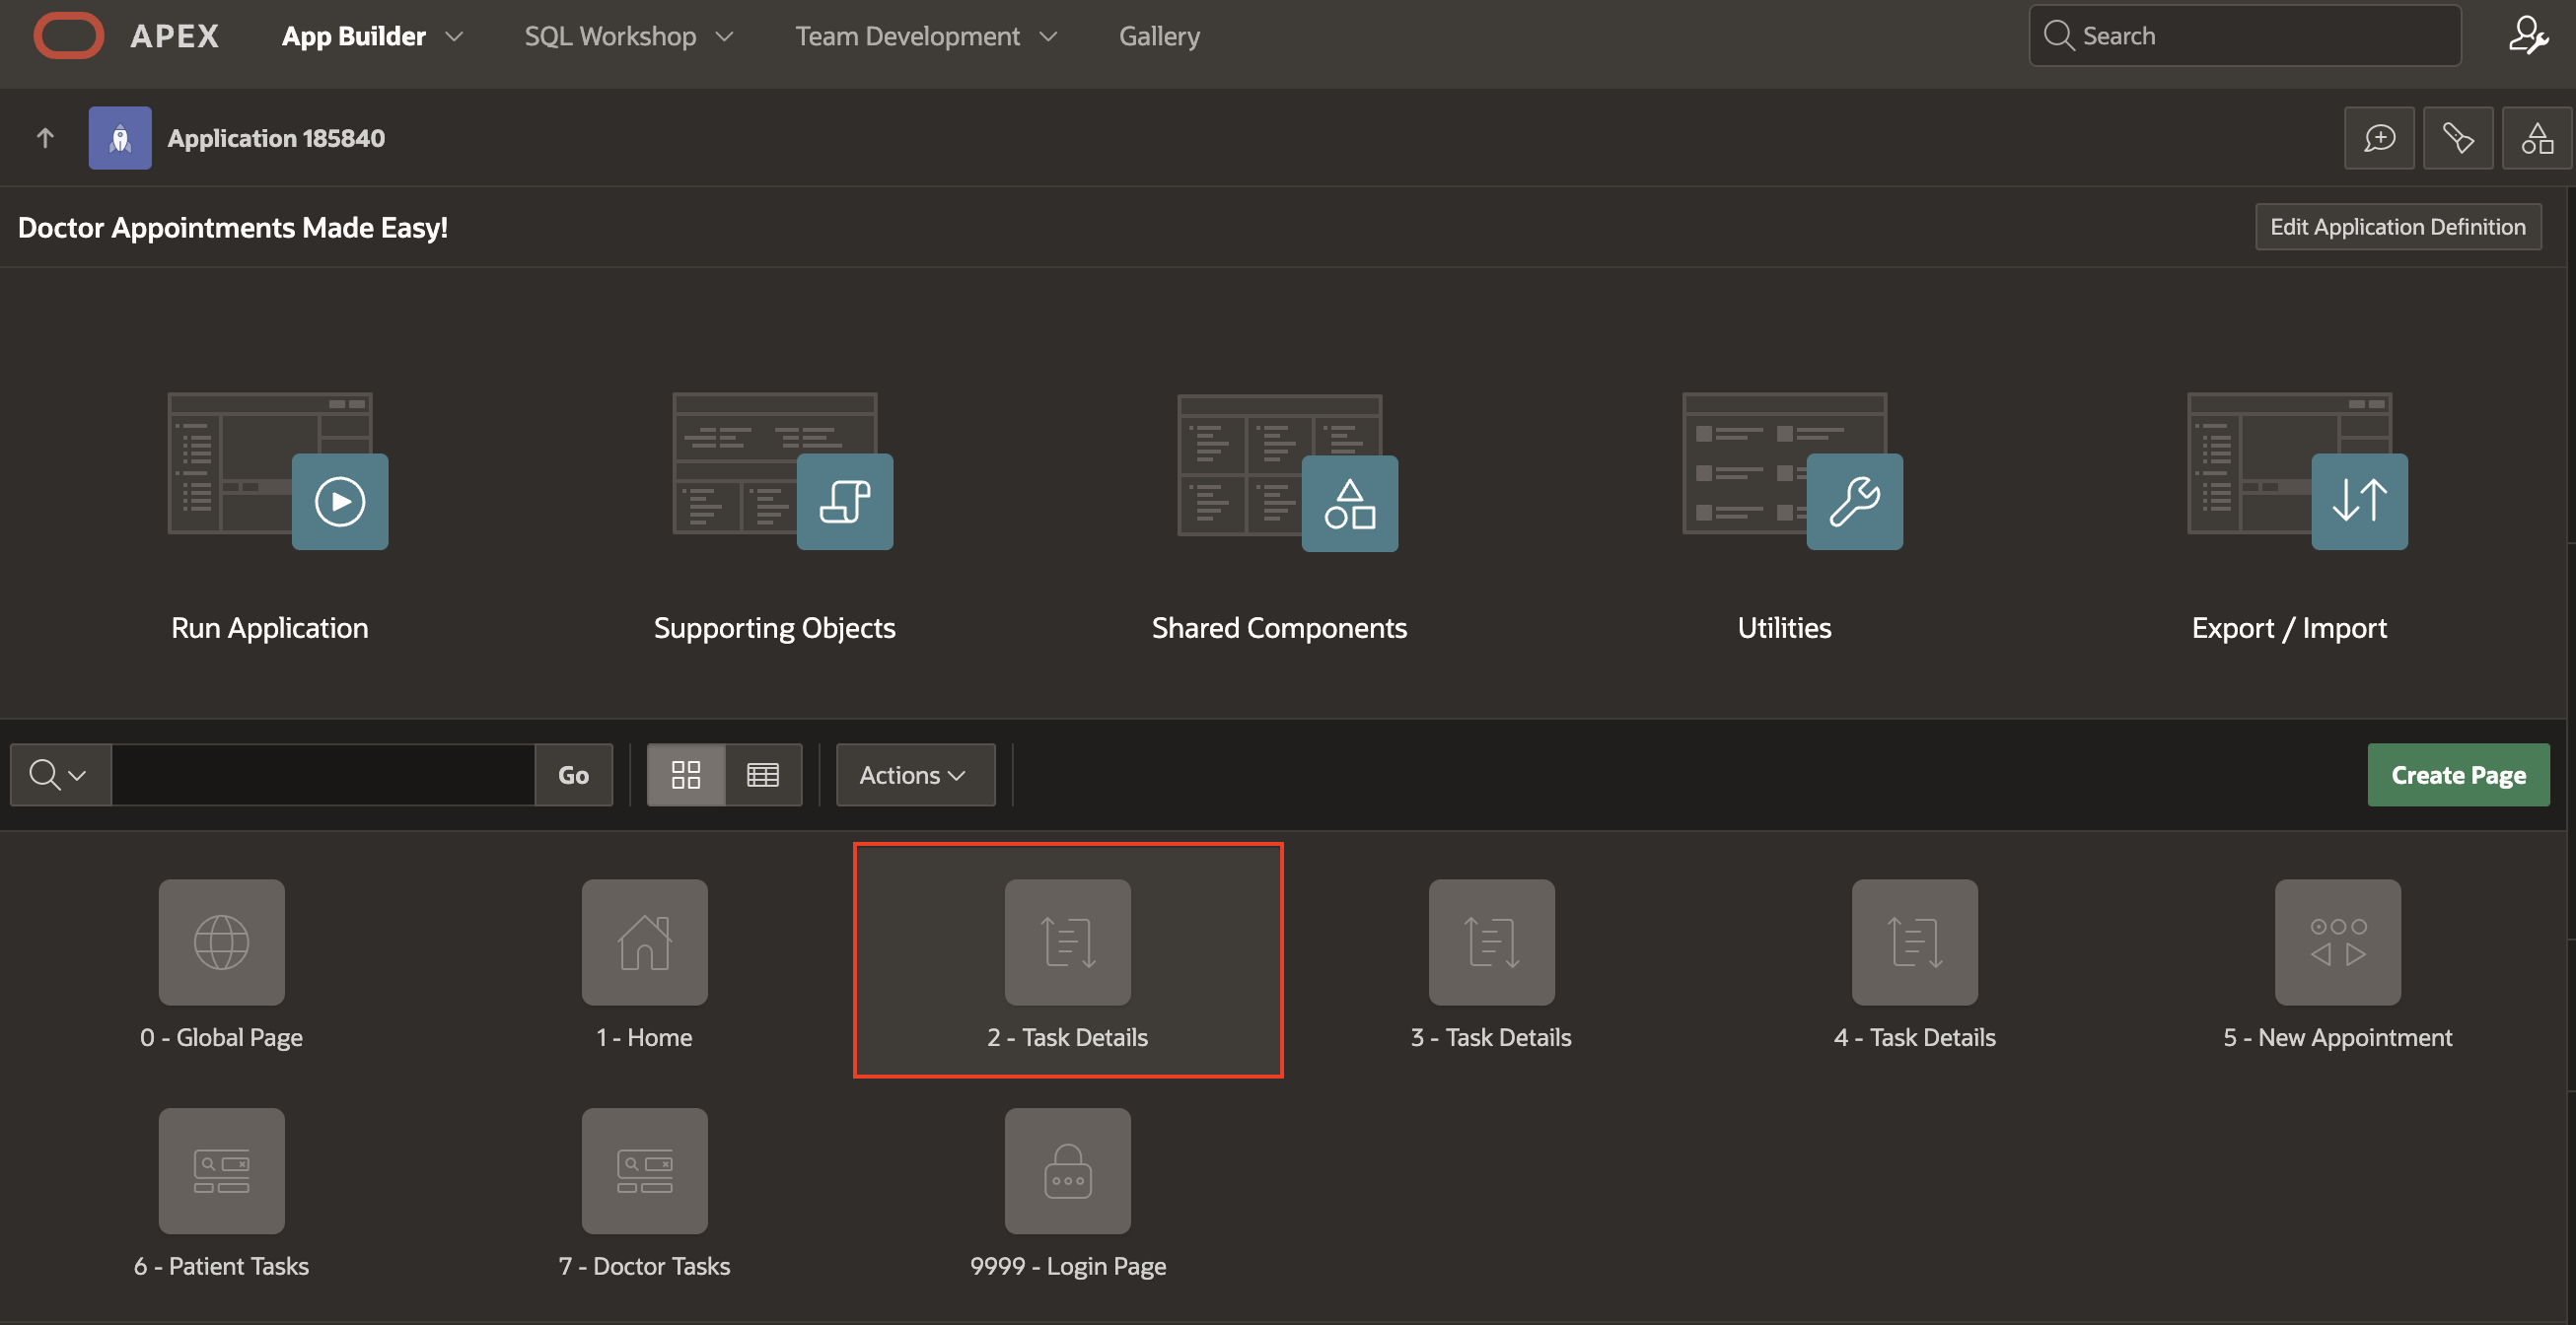 APEX App Builder SQL Workshop Team Development Gallery Search
Application 185840
Doctor Appointments Made Easy! Edit Application Definition
Run Application Supporting Objects Shared Components Utilities Export / Import
Go Actions Create Page
0 - Global Page 1 - Home 2 - Task Details 3 - Task Details 4 - Task Details 5 - New Appointment
6 - Patient Tasks 7 - Doctor Tasks 9999 - Login Page